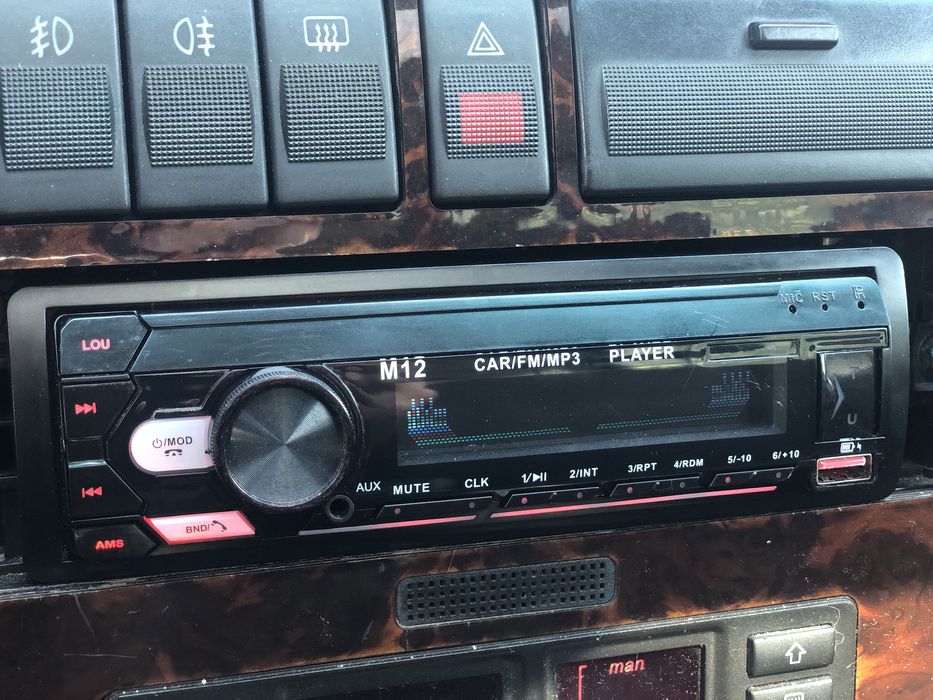 MIC RST
LOU
M12 CAR/FM/MP3 PLAYER
/MOD
AUX MUTE CLK 1/ 2/INT 3/RPT 4/RDM 5/-10 6/+10
U
BND/
AMS
man